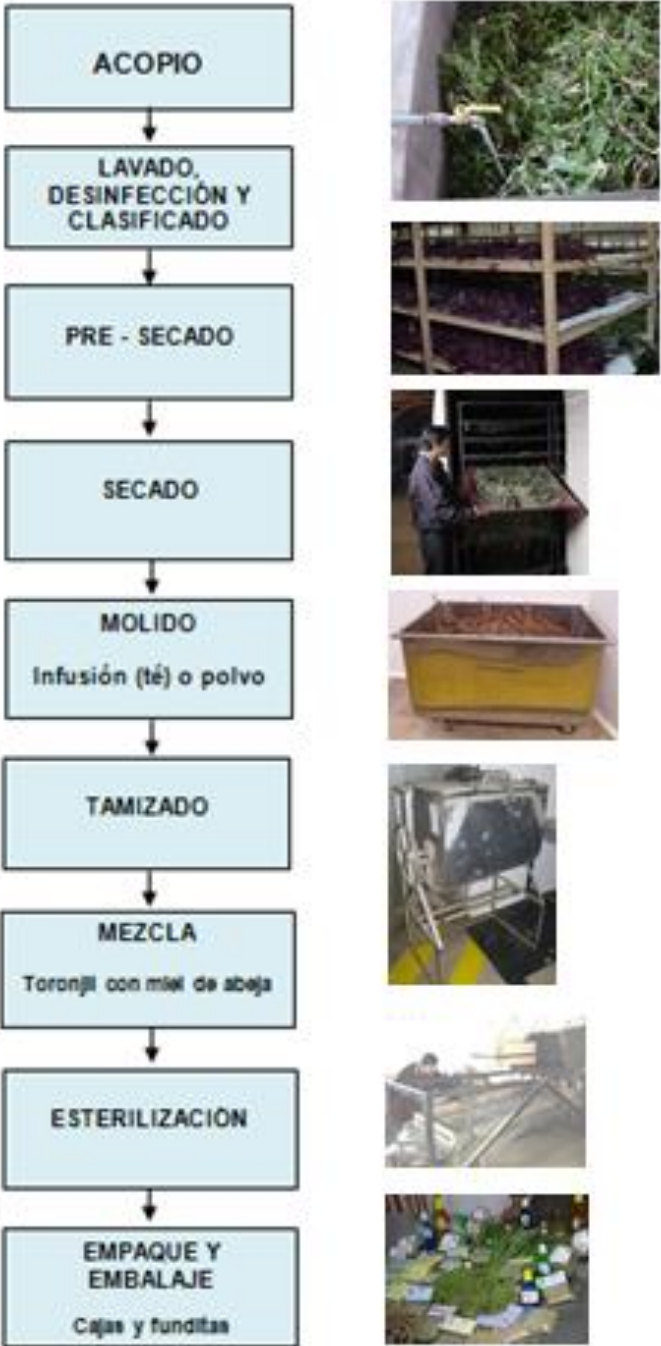 ACOPIO
LAVADO,
DESINFECCIÓN Y
CLASIFICADO
PRE - SECADO
SECADO
MOLIDO
Infusión (té) o polvo
TAMIZADO
MEZCLA
Toronjil con miel de abeja
ESTERILIZACIÓN
EMPAQUE Y
EMBALAJE
Cajas y funditas